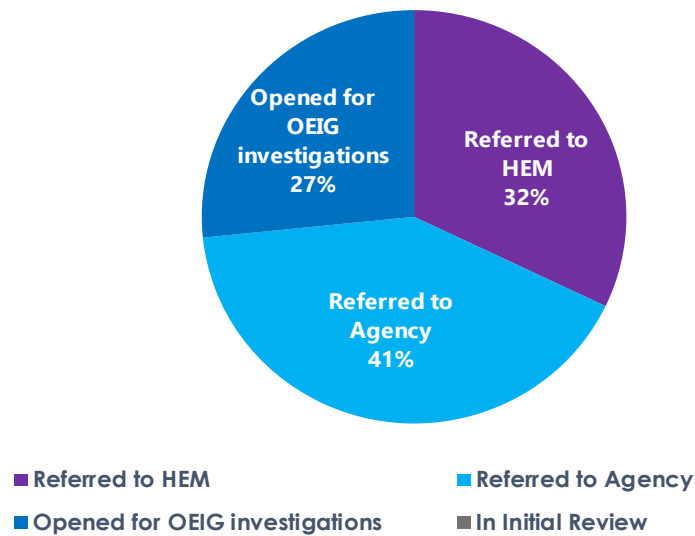 Opened for
OEIG
investigations
27%
Referred to
HEM
32%
Referred to
Agency
41%
Referred to HEM
Referred to Agency
Opened for OEIG investigations
In Initial Review